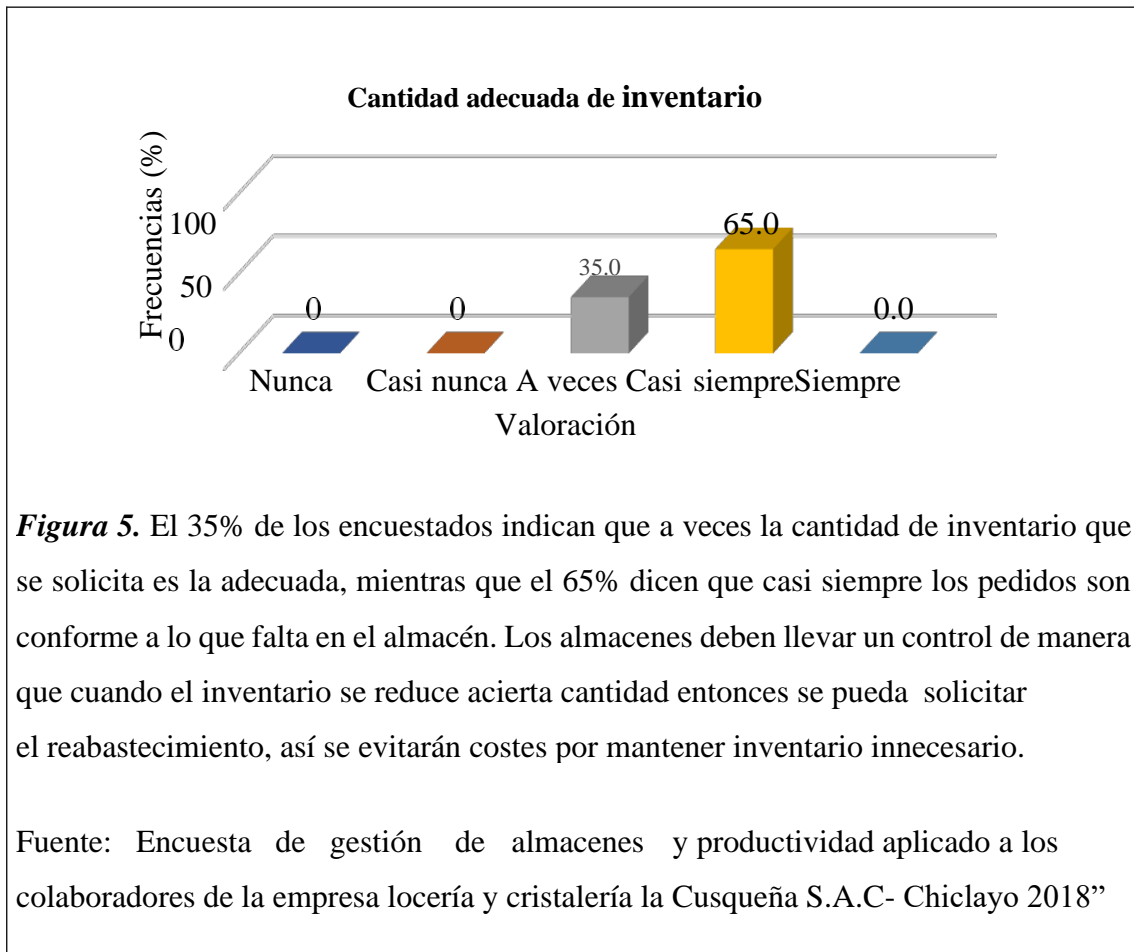 Cantidad adecuada de inventario
Frecuencias (%)
100
50
0
0
0
35.0
65.0
0.0
Nunca Casi nunca A veces Casi siempreSiempre
Valoración
Figura 5. El 35% de los encuestados indican que a veces la cantidad de inventario que
se solicita es la adecuada, mientras que el 65% dicen que casi siempre los pedidos son
conforme a lo que falta en el almacén. Los almacenes deben llevar un control de manera
que cuando el inventario se reduce acierta cantidad entonces se pueda solicitar
el reabastecimiento, así se evitarán costes por mantener inventario innecesario.
Fuente: Encuesta de gestión de almacenes y productividad aplicado a los
colaboradores de la empresa locería y cristalería la Cusqueña S.A.C- Chiclayo 2018”